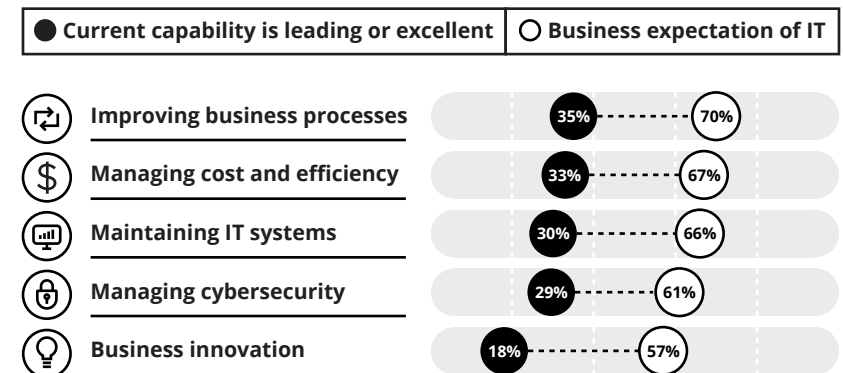 Current capability is leading or excellent Business expectation of IT
Improving business processes 35% 70%
Managing cost and efficiency 33% 67%
Maintaining IT systems 30% 66%
Managing cybersecurity 29% 61%
Business innovation 18% 57%